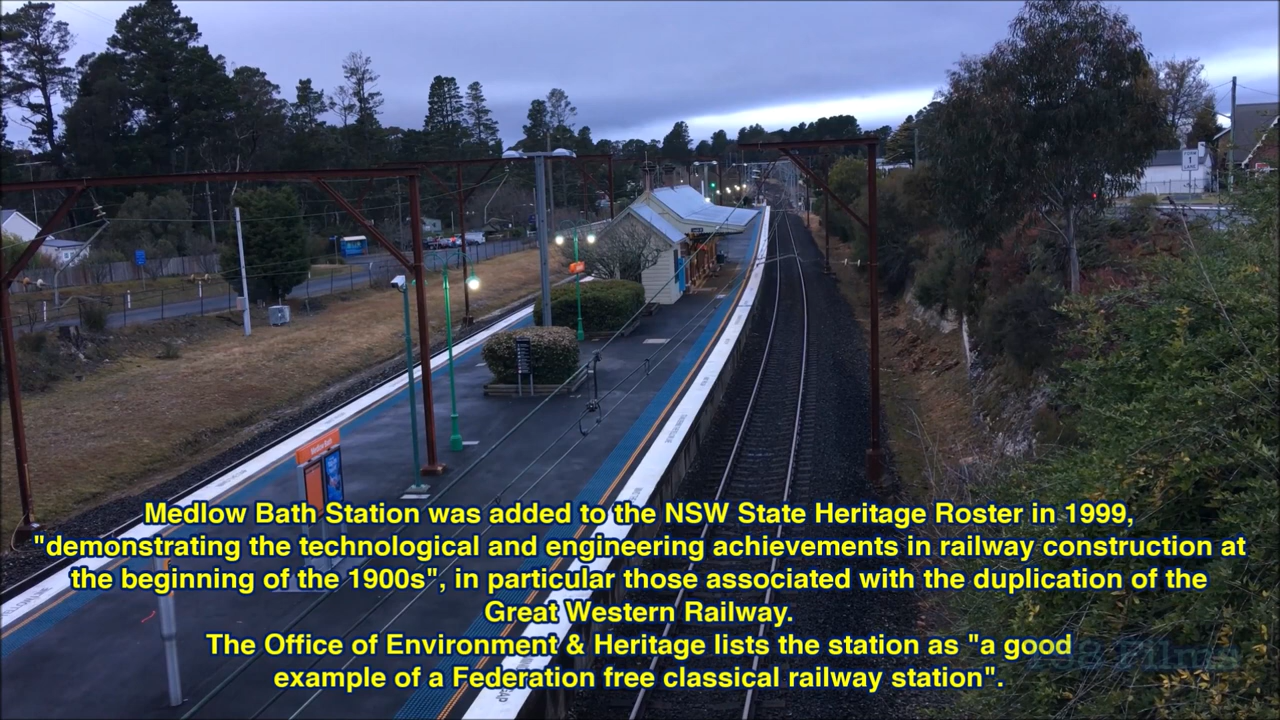 Medlow Bath
Medlow Bath Station was added to the NSW State Heritage Roster in 1999,
"demonstrating the technological and engineering achievements in railway construction at
the beginning of the 1900s", in particular those associated with the duplication of the
Great Western Railway.
The Office of Environment & Heritage lists the station as "a good
example of a Federation free classical railway station".
Films